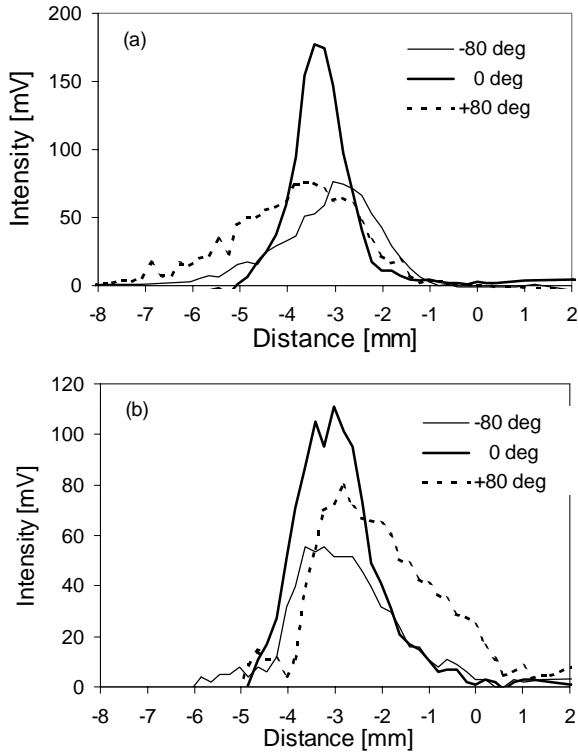 (a)
Intensity [mV]
200
150
100
50
0
-80 deg
0 deg
+80 deg
-8 -7 -6 -5 -4 -3 -2 -1 0 1 2
Distance [mm]
(b)
Intensity [mV]
120
100
80
60
40
20
0
-80 deg
0 deg
+80 deg
-8 -7 -6 -5 -4 -3 -2 -1 0 1 2
Distance [mm]